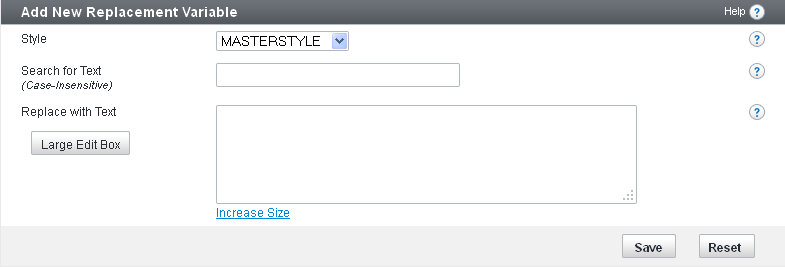 Add New Replacement Variable Help ?
Style MASTERSTYLE ?
Search for Text ?
(Case-Insensitive)
Replace with Text ?
Large Edit Box
Increase Size
Save Reset